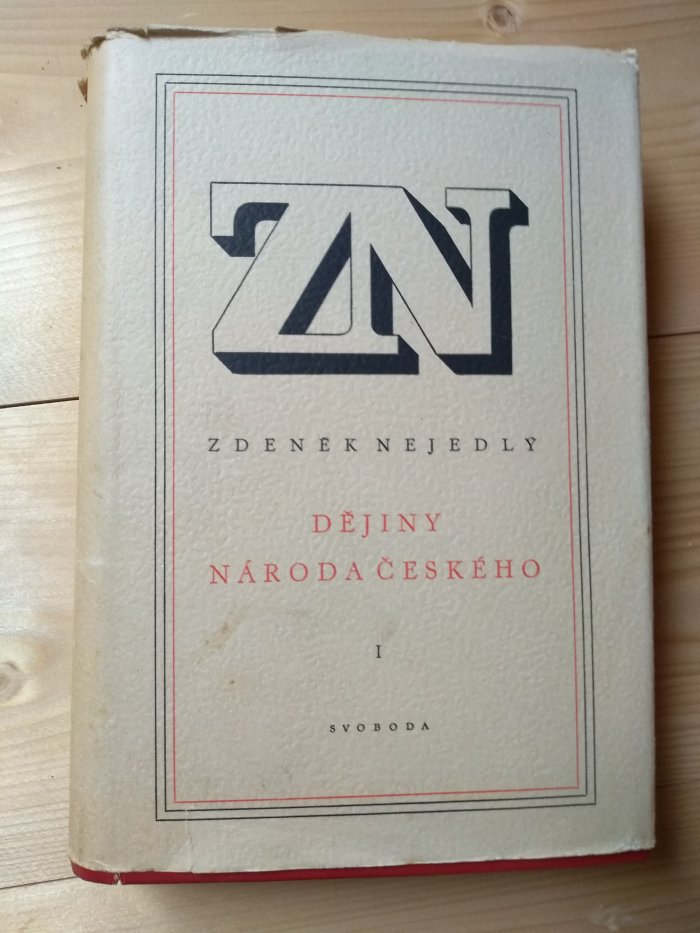 ZN
ZDENĚK NEJEDLÝ
DĚJINY
NÁRODA ČESKÉHO
I
SVOBODA